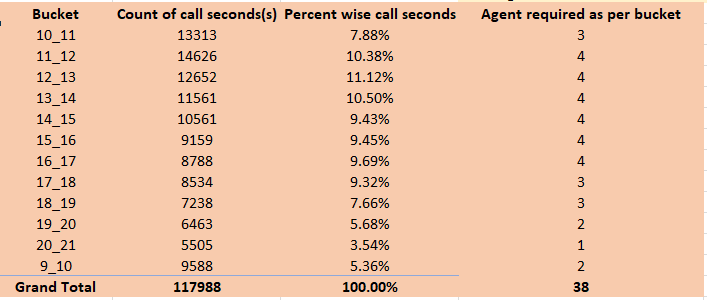 Bucket Count of call seconds(s) Percent wise call seconds Agent required as per bucket
10_11 13313 7.88% 3
11_12 14626 10.38% 4
12_13 12652 11.12% 4
13_14 11561 10.50% 4
14_15 10561 9.43% 4
15_16 9159 9.45% 4
16_17 8788 9.69% 4
17_18 8534 9.32% 3
18_19 7238 7.66% 3
19_20 6463 5.68% 2
20_21 5505 3.54% 1
9_10 9588 5.36% 2
Grand Total 117988 100.00% 38